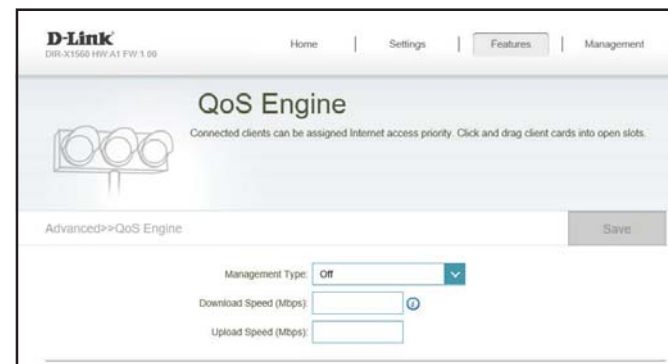 D-Link
DIR-X1560 HW:A1 FW:1.00
Home | Settings | Features | Management
QoS Engine
Connected clients can be assigned Internet access priority. Click and drag client cards into open slots.
Advanced>>QoS Engine
Save
Management Type: Off
Download Speed (Mbps): i
Upload Speed (Mbps):